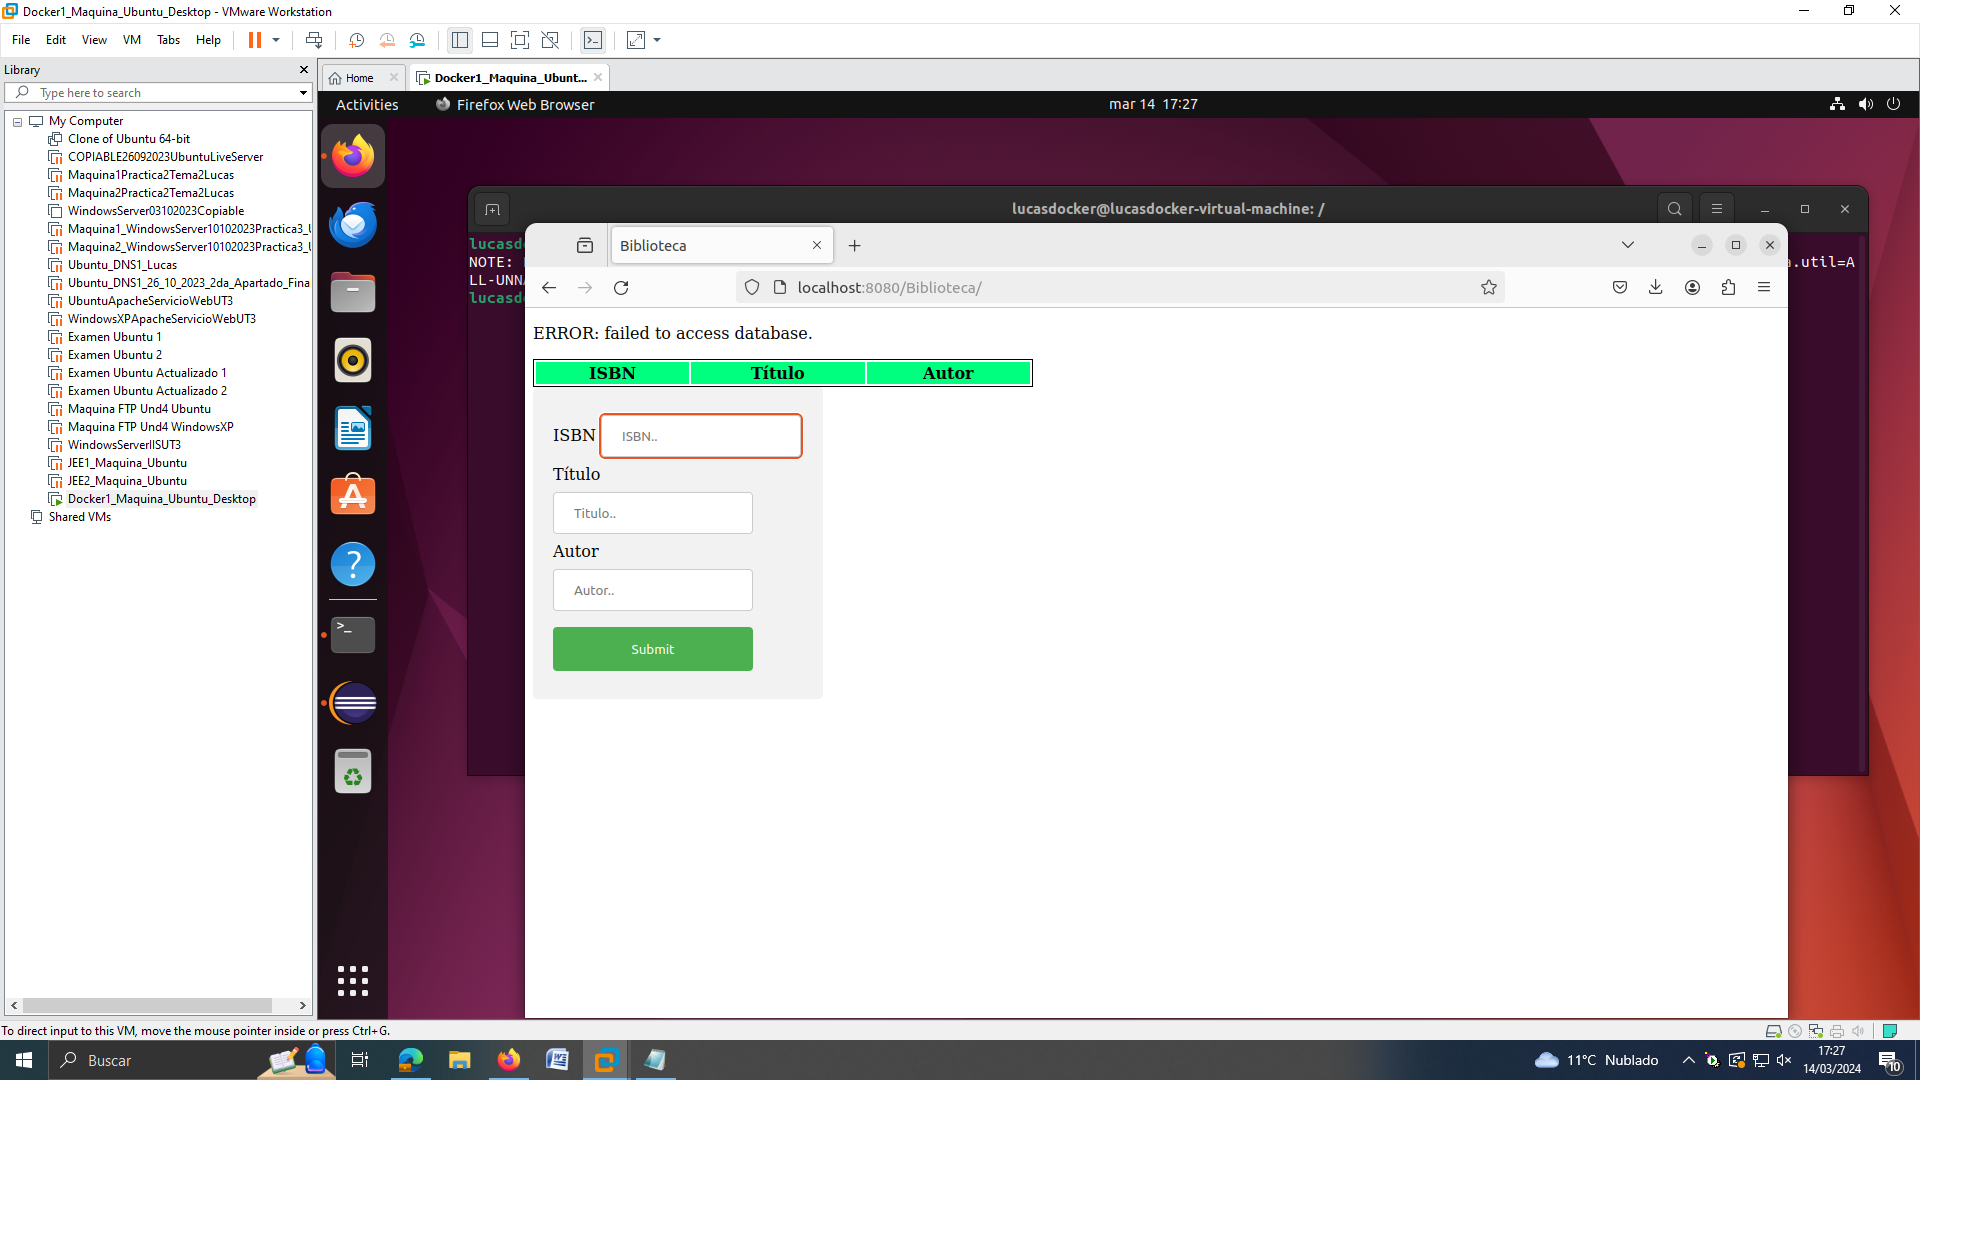 Docker1_Maquina_Ubuntu_Desktop - VMware Workstation
File Edit View VM Tabs Help
Library
Type here to search
My Computer
Clone of Ubuntu 64-bit
COPIABLE26092023UbuntuLiveServer
Maquina1Practica2Tema2Lucas
Maquina2Practica2Tema2Lucas
WindowsServer03102023Copiable
Maquina1_WindowsServer10102023Practica3_
Maquina2_WindowsServer10102023Practica3_
Ubuntu_DNS1_Lucas
Ubuntu_DNS1_26_10_2023_2da_Apartado_Fina
UbuntuApacheServicioWebUT3
WindowsXPApacheServicioWebUT3
Examen Ubuntu 1
Examen Ubuntu 2
Examen Ubuntu Actualizado 1
Examen Ubuntu Actualizado 2
Maquina FTP Und4 Ubuntu
Maquina FTP Und4 WindowsXP
WindowsServerIISUT3
JEE1_Maquina_Ubuntu
JEE2_Maquina_Ubuntu
Docker1_Maquina_Ubuntu_Desktop
Shared VMs
Home
Docker1_Maquina_Ubunt...
Activities Firefox Web Browser mar 14 17:27
lucasdocker@lucasdocker-virtual-machine: /
lucasd
NOTE: .util=A
LL-UNN
lucasd
Biblioteca
localhost:8080/Biblioteca/
ERROR: failed to access database.
ISBN Título Autor
ISBN ISBN..
Título
Titulo..
Autor
Autor..
Submit
To direct input to this VM, move the mouse pointer inside or press Ctrl+G.
Buscar
11°C Nublado
17:27
14/03/2024
10